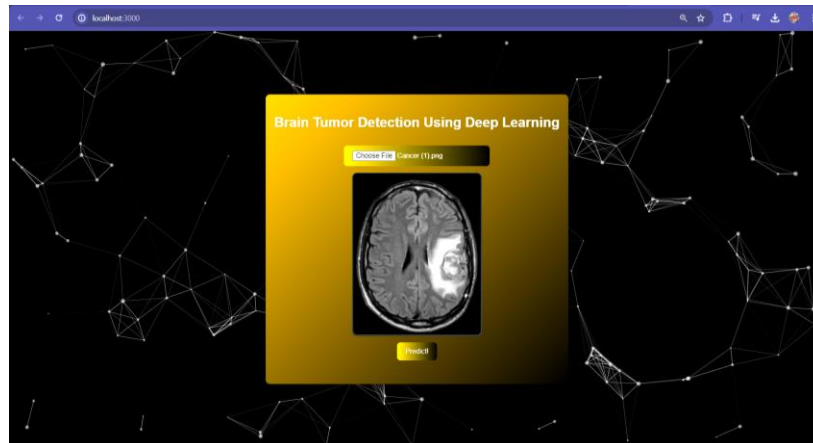 localhost:3000
Brain Tumor Detection Using Deep Learning
Choose File Cancer (1).png
Predict!